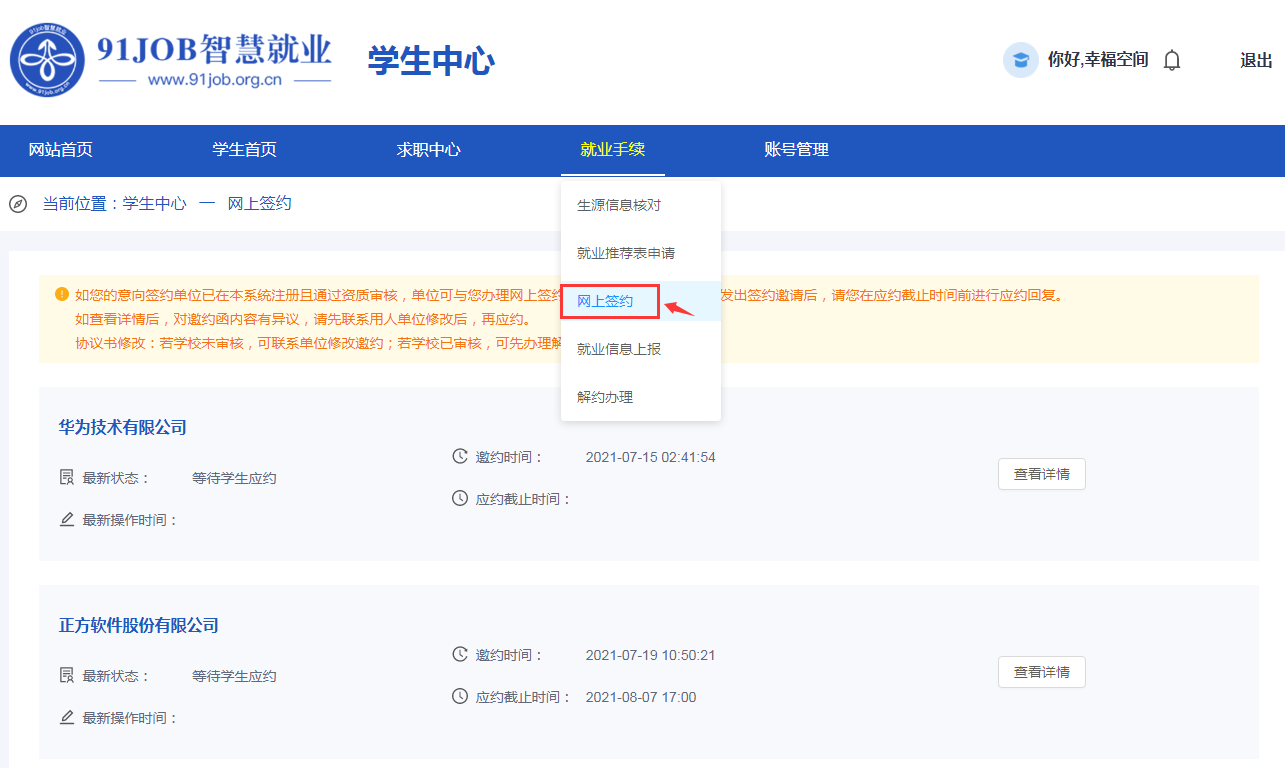 91JOB智慧就业
www.91job.org.cn
学生中心
你好,幸福空间
退出
网站首页 学生首页 求职中心 就业手续 账号管理
当前位置：学生中心 一 网上签约
生源信息核对
就业推荐表申请
网上签约
就业信息上报
解约办理
如您的意向签约单位已在本系统注册且通过资质审核，单位可与您办理网上签约 发出签约邀请后，请您在应约截止时间前进行应约回复。
如查看详情后，对邀约函内容有异议，请先联系用人单位修改后，再应约。
协议书修改：若学校未审核，可联系单位修改邀约；若学校已审核，可先办理解
华为技术有限公司
最新状态： 等待学生应约
最新操作时间：
邀约时间： 2021-07-15 02:41:54
应约截止时间：
查看详情
正方软件股份有限公司
最新状态： 等待学生应约
最新操作时间：
邀约时间： 2021-07-19 10:50:21
应约截止时间： 2021-08-07 17:00
查看详情